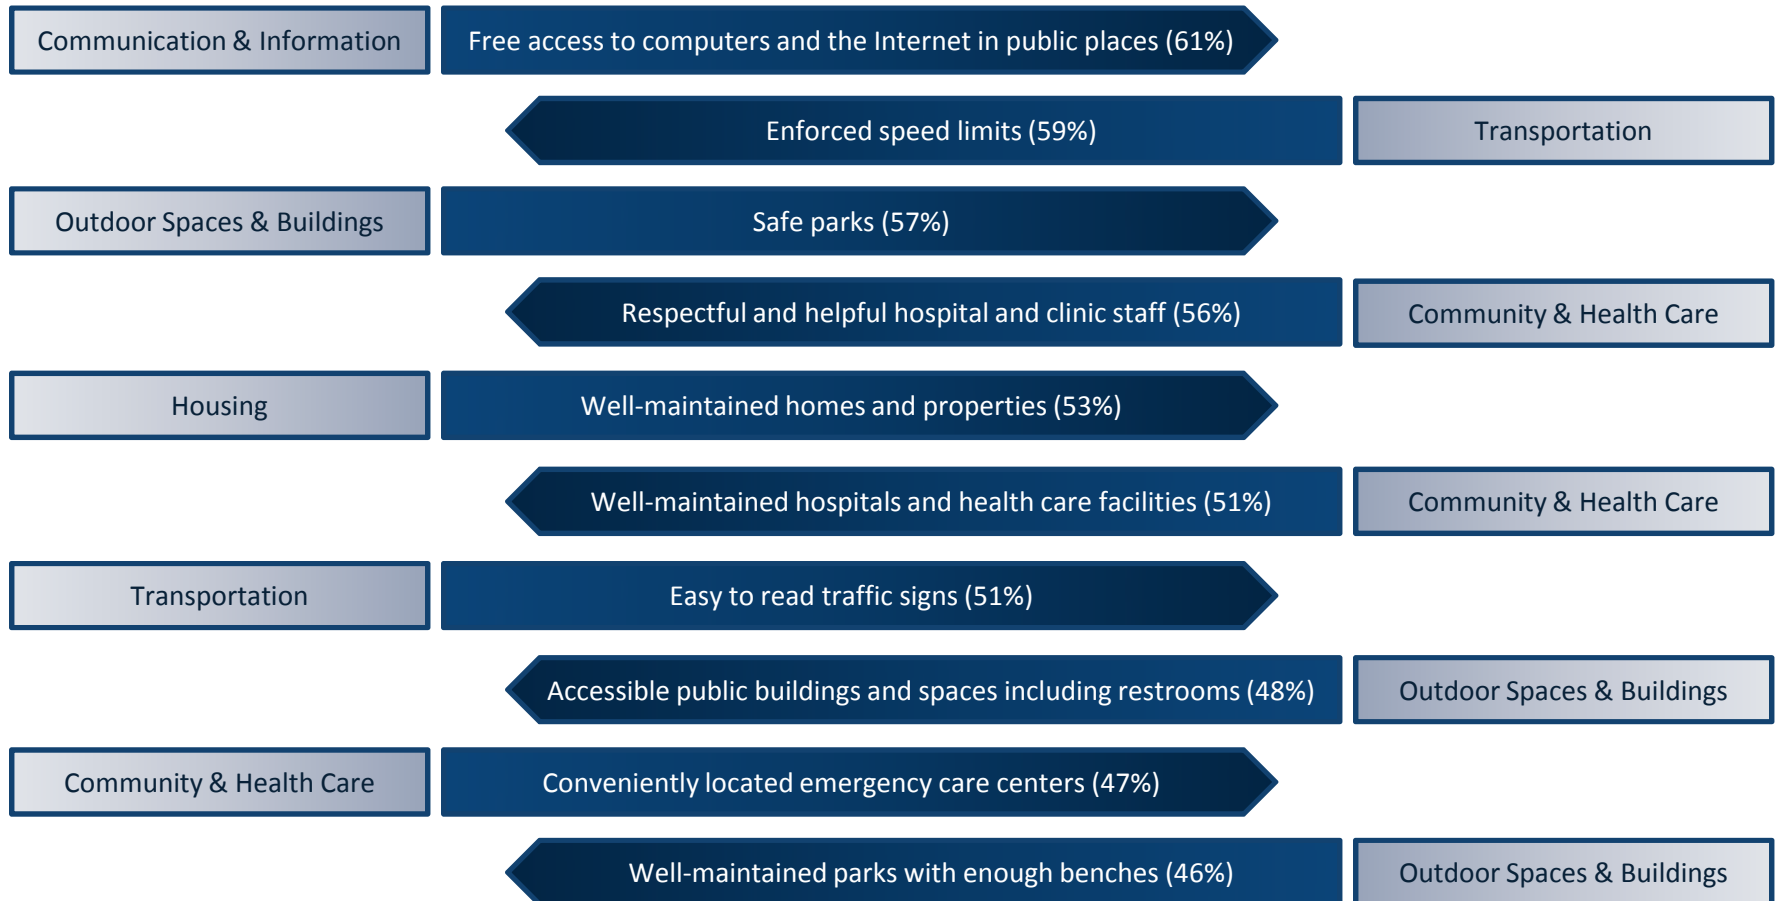 Communication & Information
Free access to computers and the Internet in public places (61%)
Enforced speed limits (59%)
Transportation
Outdoor Spaces & Buildings
Safe parks (57%)
Respectful and helpful hospital and clinic staff (56%)
Community & Health Care
Housing
Well-maintained homes and properties (53%)
Well-maintained hospitals and health care facilities (51%)
Community & Health Care
Transportation
Easy to read traffic signs (51%)
Accessible public buildings and spaces including restrooms (48%)
Outdoor Spaces & Buildings
Community & Health Care
Conveniently located emergency care centers (47%)
Well-maintained parks with enough benches (46%)
Outdoor Spaces & Buildings